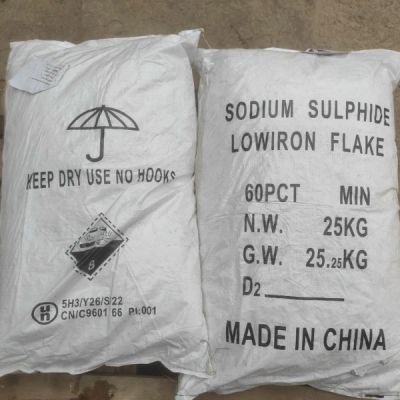 KEEP DRY USE NO HOOKS
8
H
5H3/Y26/S/22
CN/C9601 66 PI:001
SODIUM SULPHIDE
LOWIRON FLAKE
60PCT MIN
N.W. 25KG
G.W. 25.25KG
D2
MADE IN CHINA